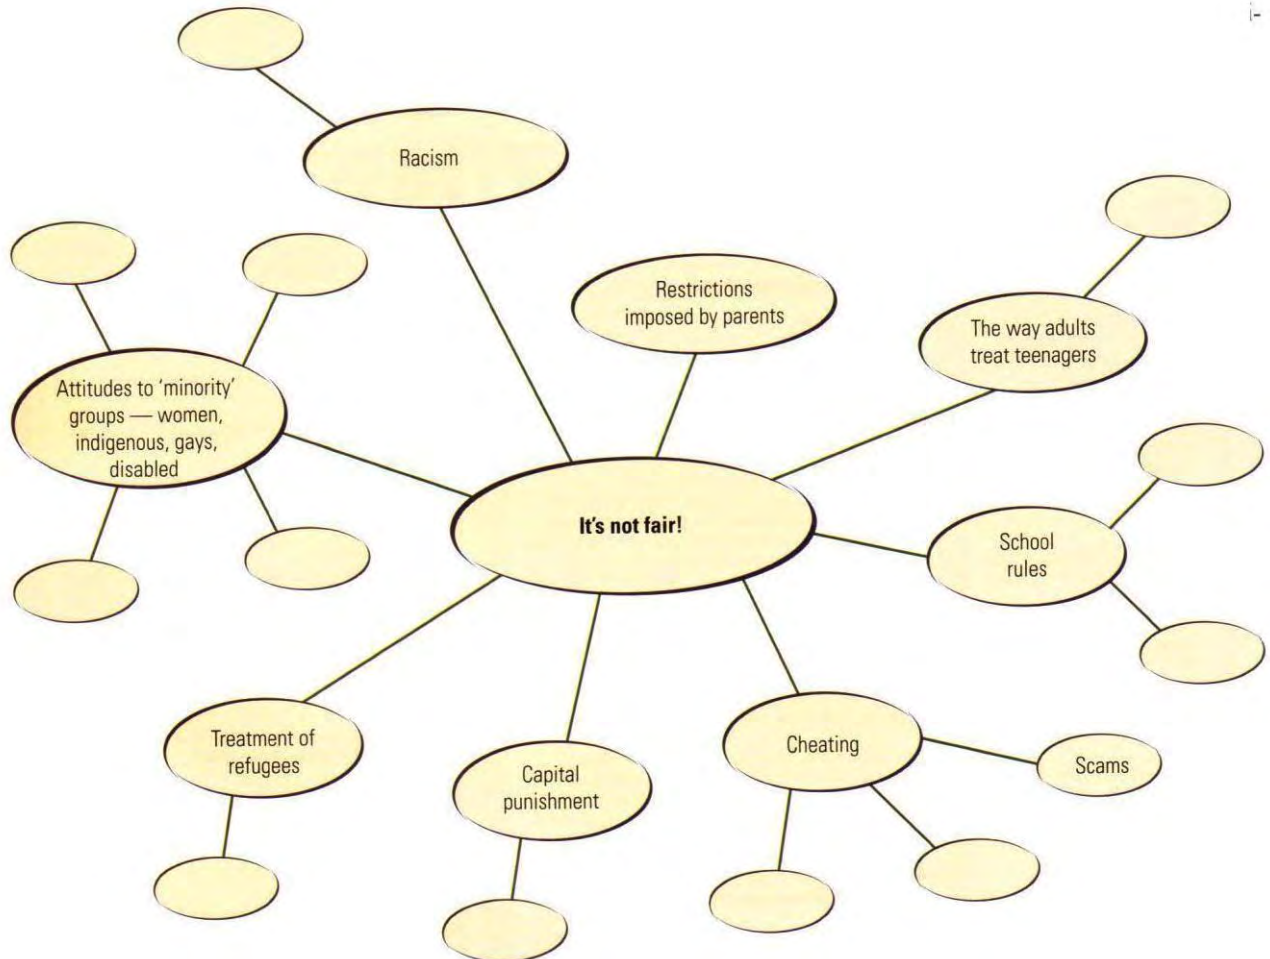 Racism
Restrictions
imposed by parents
The way adults
treat teenagers
Attitudes to ‘minority’
groups — women,
indigenous, gays,
disabled
It's not fair!
School
rules
Treatment of
refugees
Capital
punishment
Cheating
Scams